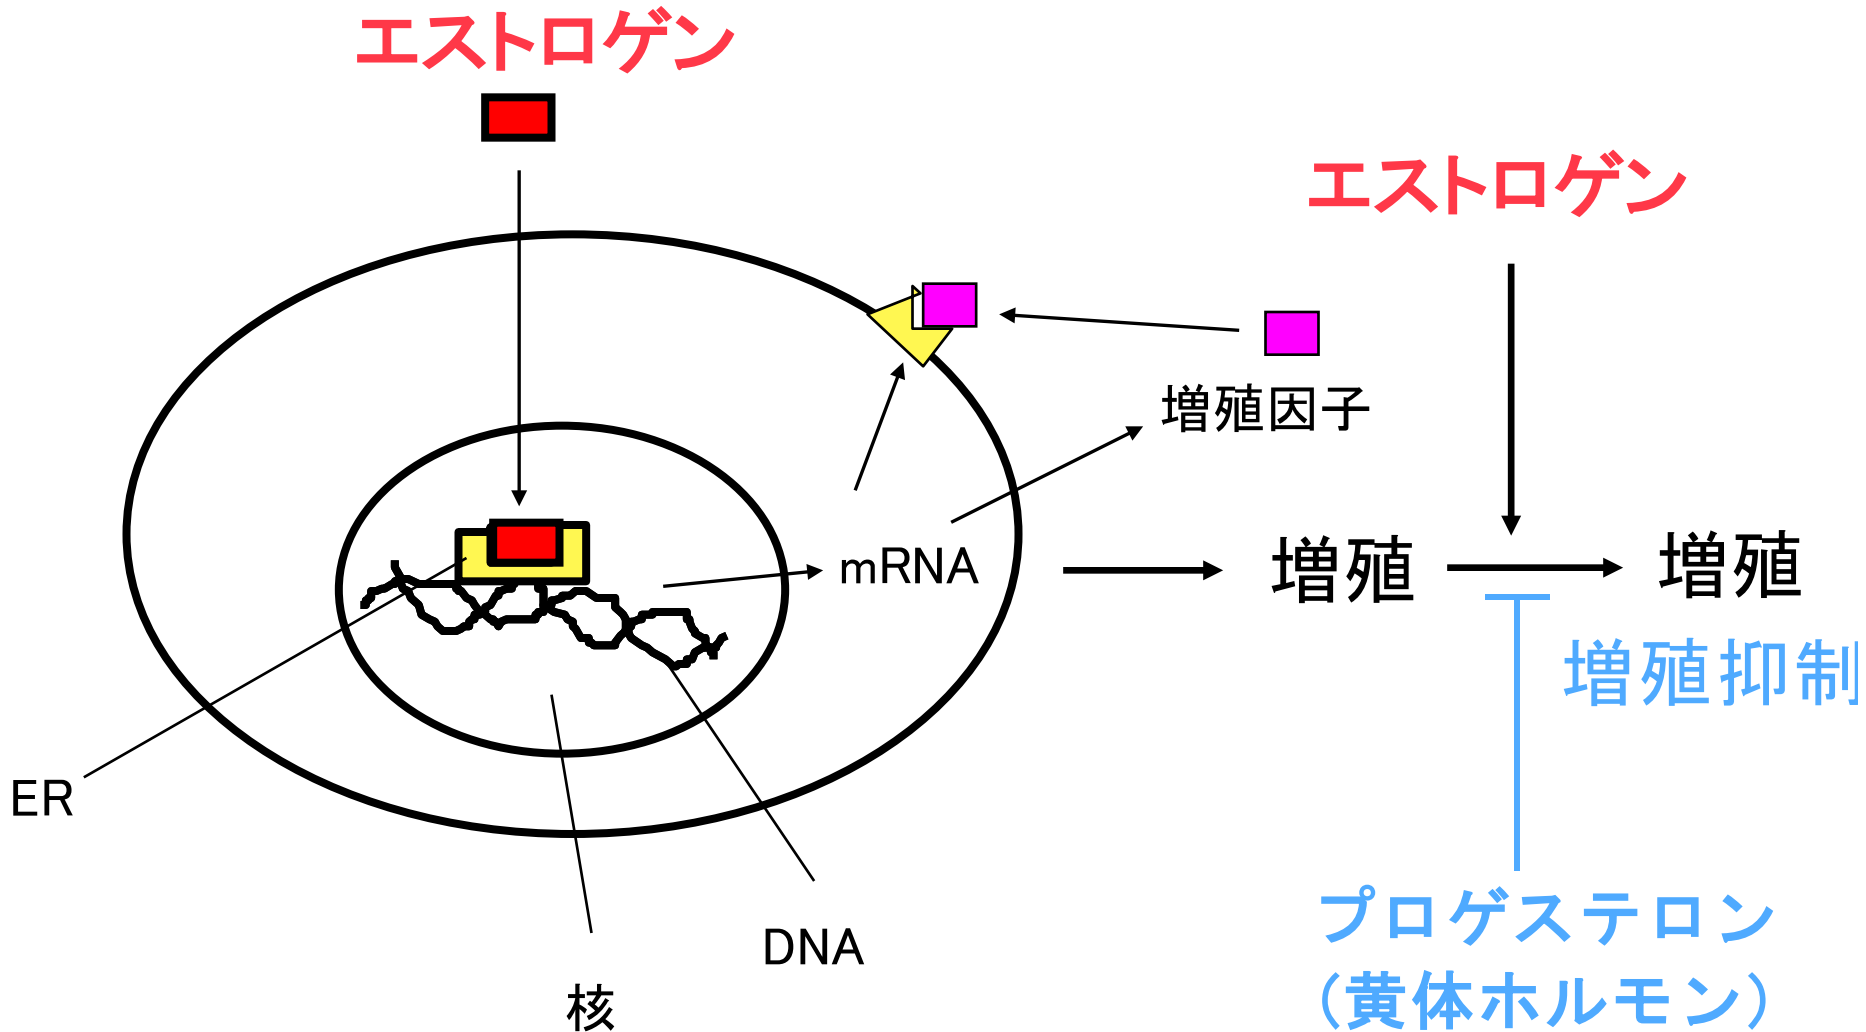 エストロゲン
エストロゲン
増殖因子
mRNA
増殖
増殖
増殖抑制
ER
DNA
核
プロゲステロン
（黄体ホルモン）